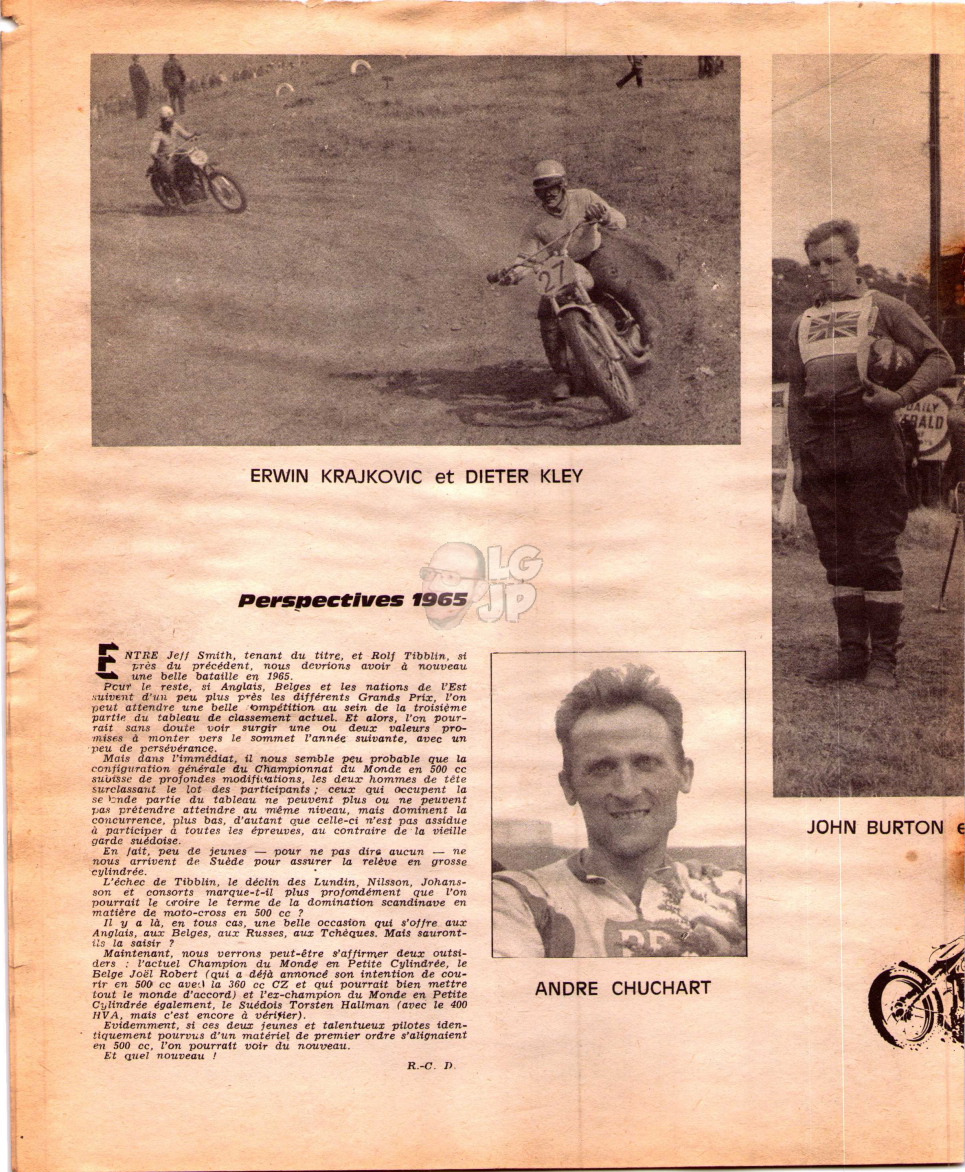 27
DAILY
ERALD
ERWIN KRAJKOVIC et DIETER KLEY
LG
JP
Perspectives 1965
ENTRE Jeff Smith, tenant du titre, et Rolf Tibblin, si
près du précédent, nous devrions avoir à nouveau
une belle bataille en 1965.
Pour le reste, si Anglais, Belges et les nations de l'Est
suivent d'un peu plus près les différents Grands Prix, l'on
peut attendre une belle compétition au sein de la troisième
partie du tableau de classement actuel. Et alors, l'on pour-
rait sans doute voir surgir une ou deux valeurs pro-
mises à monter vers le sommet l'année suivante, avec un
peu de persévérance.
Mais dans l'immédiat, il nous semble peu probable que la
configuration générale du Championnat du Monde en 500 cc
subisse de profondes modifications, les deux hommes de tête
surclassant le lot des participants ; ceux qui occupent la
seconde partie du tableau ne peuvent plus ou ne peuvent
pas prétendre atteindre au même niveau, mais dominent la
concurrence, plus bas, d'autant que celle-ci n'est pas assidue
à participer à toutes les épreuves, au contraire de la vieille
garde suédoise.
En fait, peu de jeunes — pour ne pas dire aucun — ne
nous arrivent de Suède pour assurer la relève en grosse
cylindrée.
L'échec de Tibblin, le déclin des Lundin, Nilsson, Johans-
son et consorts marque-t-il plus profondément que l'on
pourrait le croire le terme de la domination scandinave en
matière de moto-cross en 500 cc ?
Il y a là, en tous cas, une belle occasion qui s'offre aux
Anglais, aux Belges, aux Russes, aux Tchèques. Mais sauront-
ils la saisir ?
Maintenant, nous verrons peut-être s'affirmer deux outsi-
ders : l'actuel Champion du Monde en Petite Cylindrée, le
Belge Joël Robert (qui a déjà annoncé son intention de cou-
rir en 500 cc avec la 360 cc CZ et qui pourrait bien mettre
tout le monde d'accord) et l'ex-champion du Monde en Petite
Cylindrée également, le Suédois Torsten Hallman (avec le 400
HVA, mais c'est encore à vérifier).
Evidemment, si ces deux jeunes et talentueux pilotes iden-
tiquement pourvus d'un matériel de premier ordre s'alignaient
en 500 cc, l'on pourrait voir du nouveau.
Et quel nouveau !
R.-C. D.
ANDRE CHUCHART
JOHN BURTON e